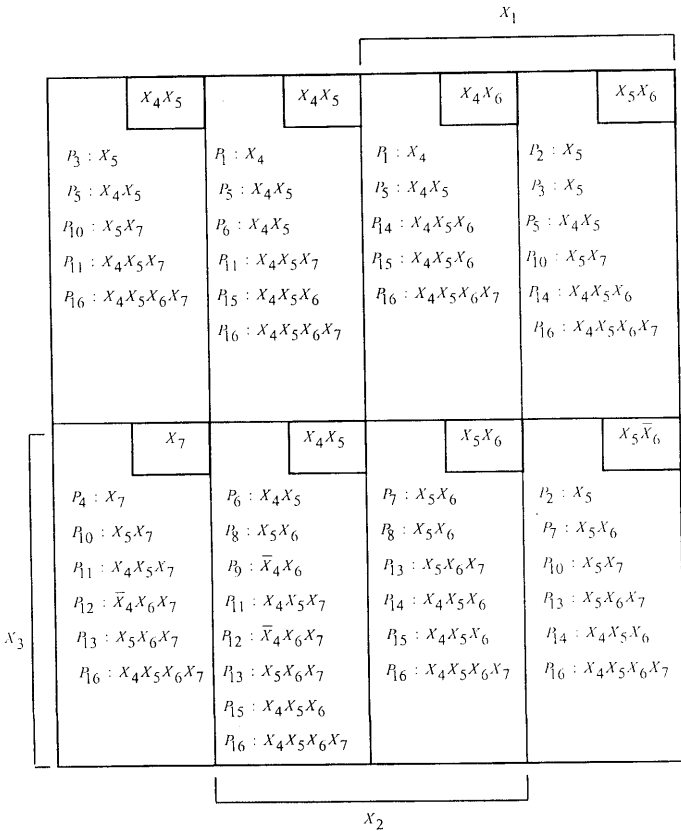 X₁
X₄X₅
X₄X₅
X₄X₆
X₅X₆
P₃ : X₅
P₅ : X₄X₅
P₁₀ : X₅X₇
P₁₁ : X₄X₅X₇
P₁₆ : X₄X₅X₆X₇
P₁ : X₄
P₅ : X₄X₅
P₆ : X₄X₅
P₁₁ : X₄X₅X₇
P₁₅ : X₄X₅X₆
P₁₆ : X₄X₅X₆X₇
P₁ : X₄
P₅ : X₄X₅
P₁₄ : X₄X₅X₆
P₁₅ : X₄X₅X₆
P₁₆ : X₄X₅X₆X₇
P₂ : X₅
P₃ : X₅
P₅ : X₄X₅
P₁₀ : X₅X₇
P₁₄ : X₄X₅X₆
P₁₆ : X₄X₅X₆X₇
X₃
X₇
X₄X₅
X₅X₆
X₅X̅₆
P₄ : X₇
P₁₀ : X₅X₇
P₁₁ : X₄X₅X₇
P₁₂ : X̅₄X₆X₇
P₁₃ : X₅X₆X₇
P₁₆ : X₄X₅X₆X₇
P₆ : X₄X₅
P₈ : X₅X₆
P₉ : X̅₄X₆
P₁₁ : X₄X₅X₇
P₁₂ : X̅₄X₆X₇
P₁₃ : X₅X₆X₇
P₁₅ : X₄X₅X₆
P₁₆ : X₄X₅X₆X₇
P₇ : X₅X₆
P₈ : X₅X₆
P₁₃ : X₅X₆X₇
P₁₄ : X₄X₅X₆
P₁₅ : X₄X₅X₆
P₁₆ : X₄X₅X₆X₇
P₂ : X₅
P₇ : X₅X₆
P₁₀ : X₅X₇
P₁₃ : X₅X₆X₇
P₁₄ : X₄X₅X₆
P₁₆ : X₄X₅X₆X₇
X₂